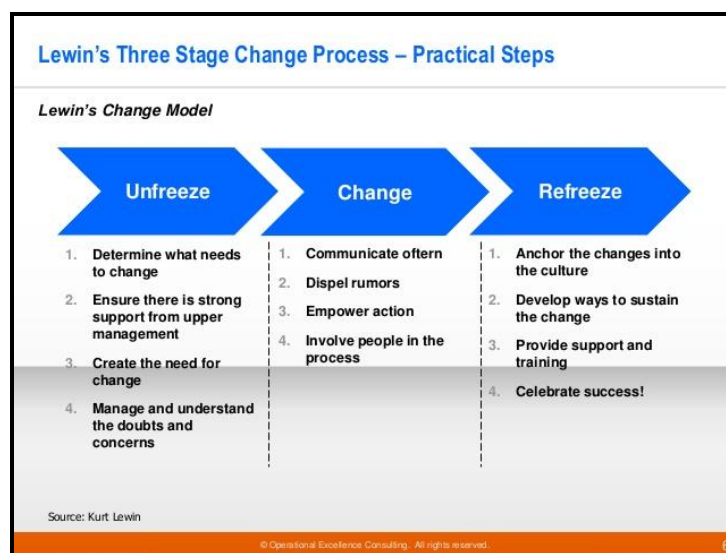 Lewin's Three Stage Change Process – Practical Steps
Lewin's Change Model
Unfreeze
1. Determine what needs
to change
2. Ensure there is strong
support from upper
management
3. Create the need for
change
4. Manage and understand
the doubts and
concerns
Change
1. Communicate oftern
2. Dispel rumors
3. Empower action
4. Involve people in the
process
Refreeze
1. Anchor the changes into
the culture
2. Develop ways to sustain
the change
3. Provide support and
training
4. Celebrate success!
Source: Kurt Lewin
© Operational Excellence Consulting. All rights reserved.